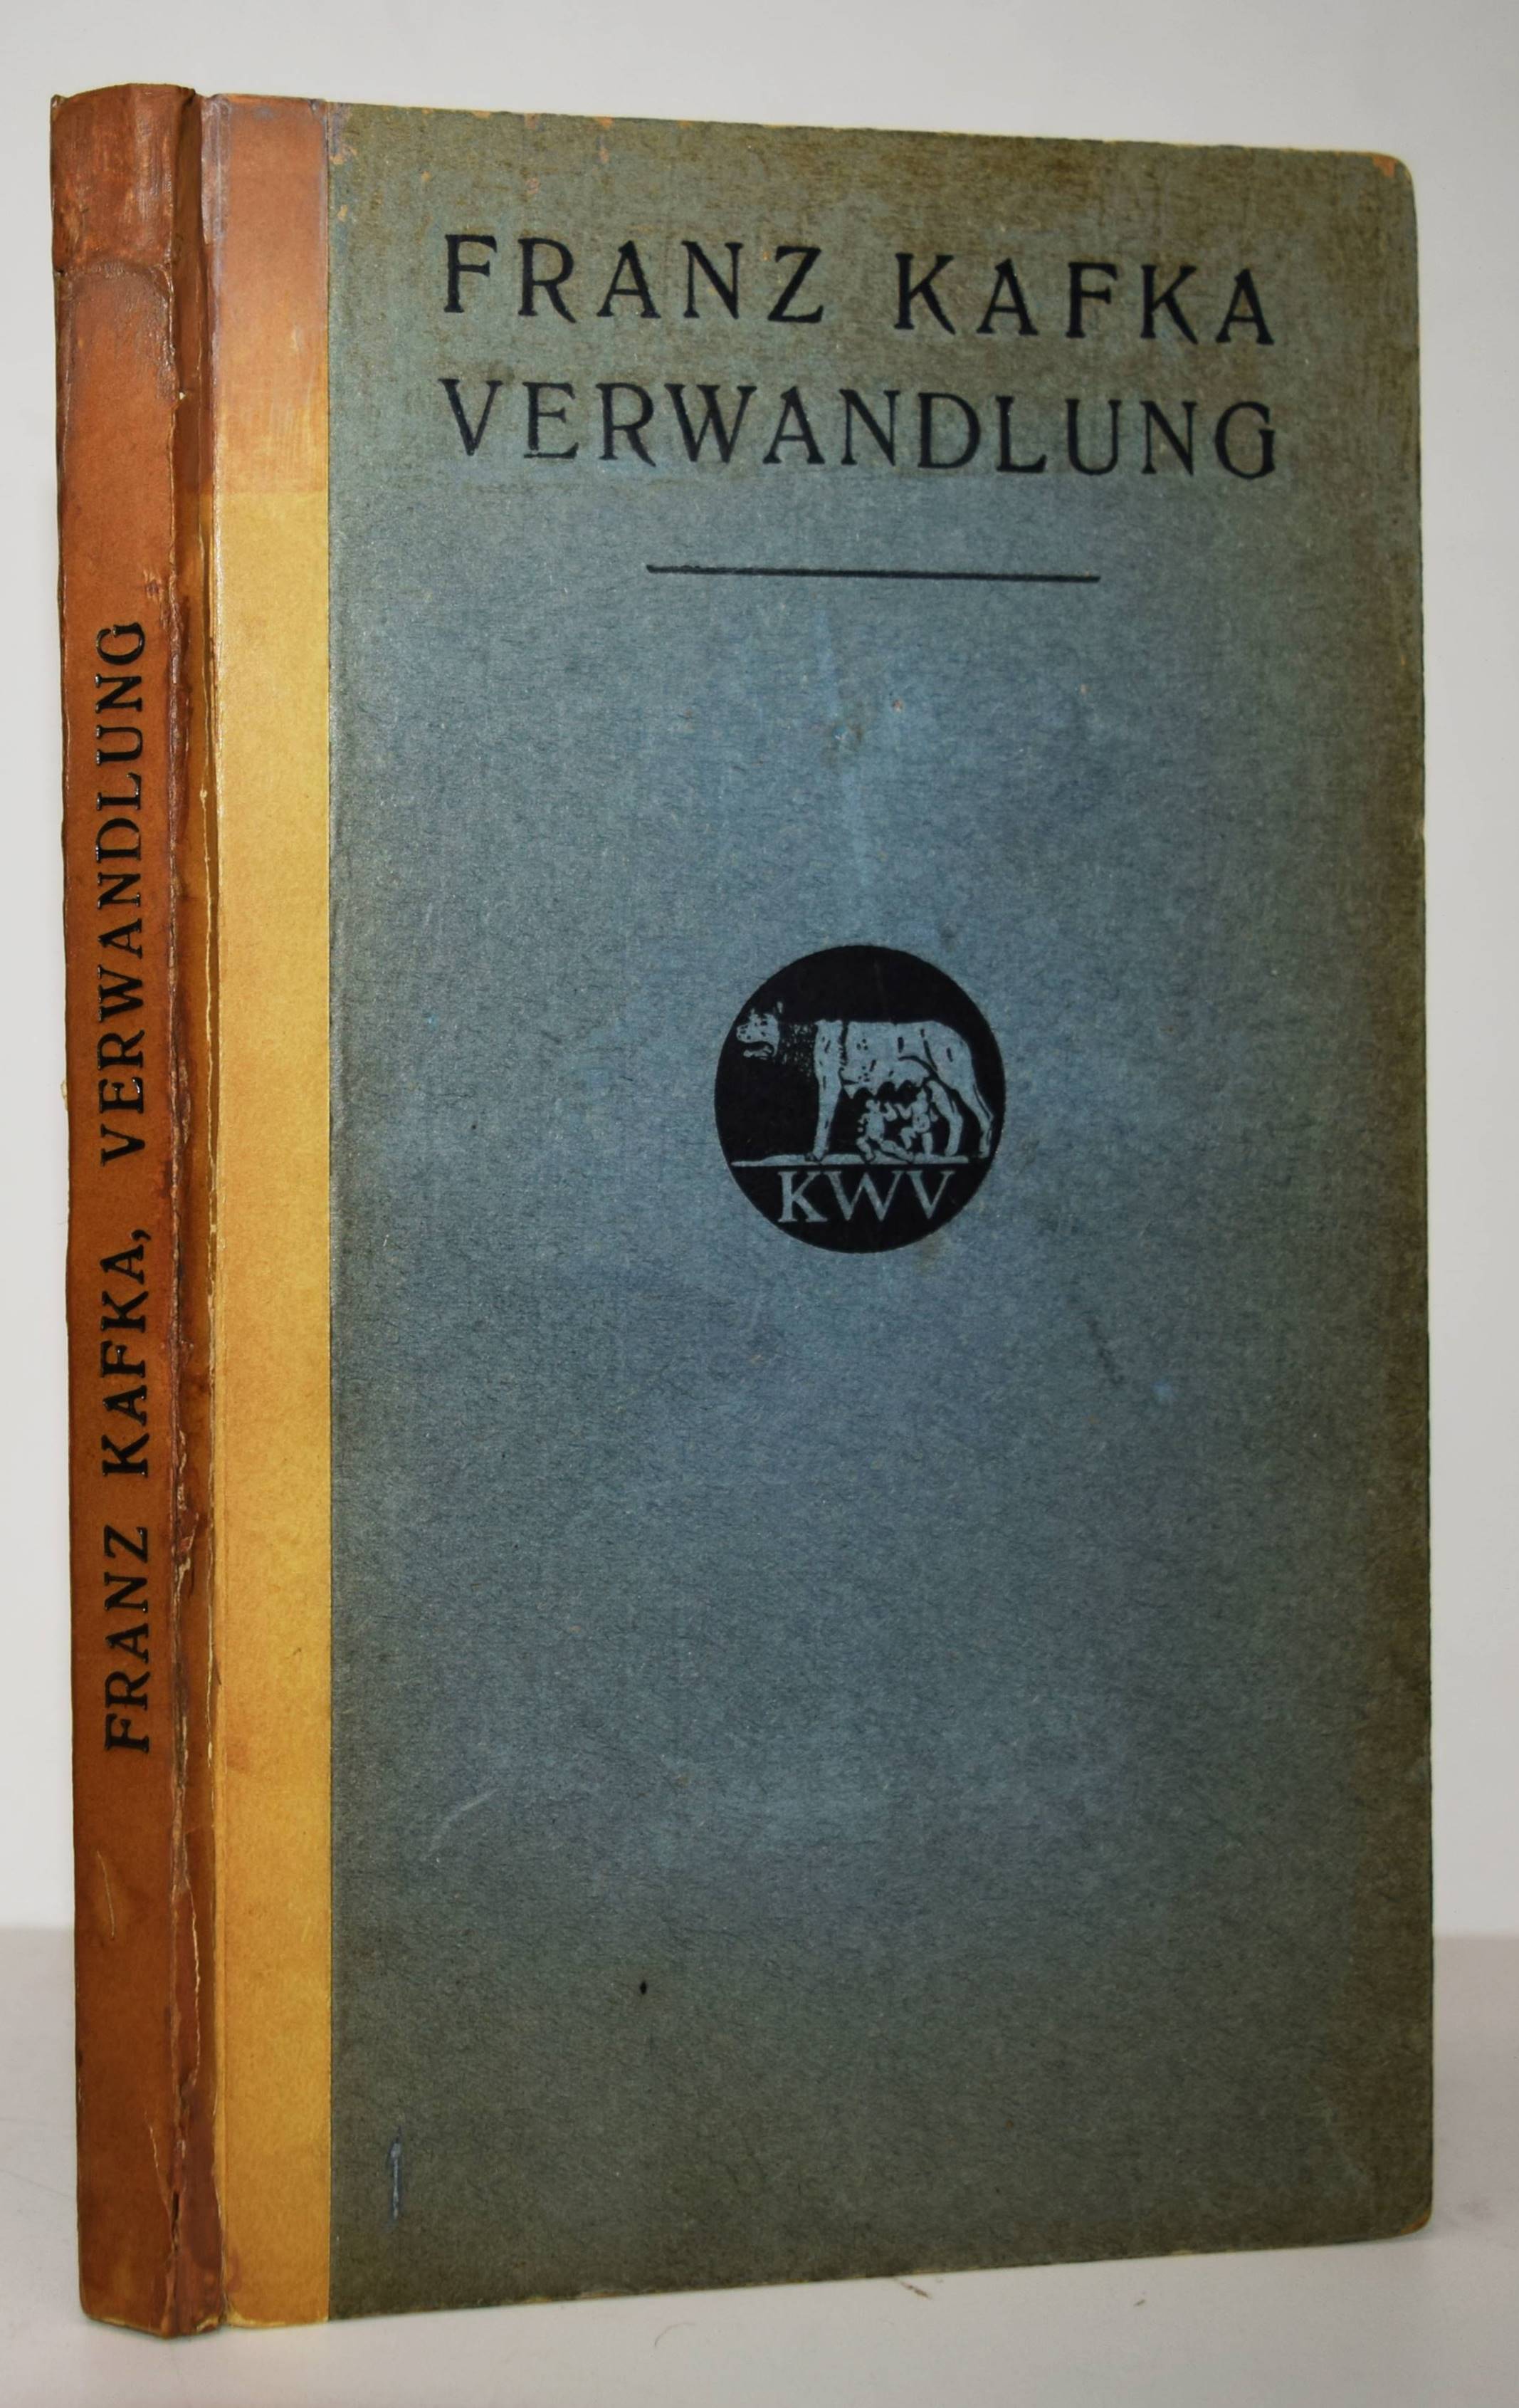 FRANZ KAFKA
VERWANDLUNG
KWV
FRANZ KAFKA, VERWANDLUNG